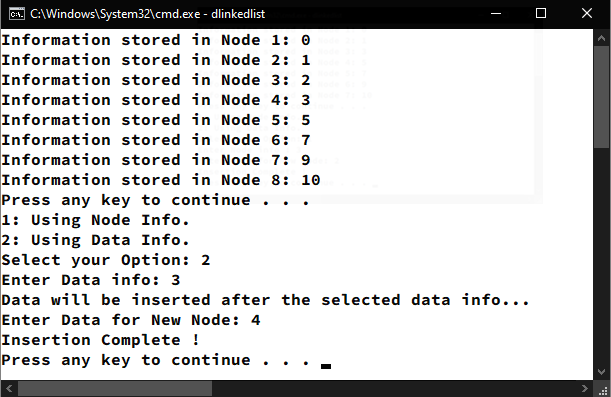 C:\Windows\System32\cmd.exe - dlinkedlist
Information stored in Node 1: 0
Information stored in Node 2: 1
Information stored in Node 3: 2
Information stored in Node 4: 3
Information stored in Node 5: 5
Information stored in Node 6: 7
Information stored in Node 7: 9
Information stored in Node 8: 10
Press any key to continue . . .
1: Using Node Info.
2: Using Data Info.
Select your Option: 2
Enter Data info: 3
Data will be inserted after the selected data info...
Enter Data for New Node: 4
Insertion Complete !
Press any key to continue . . .